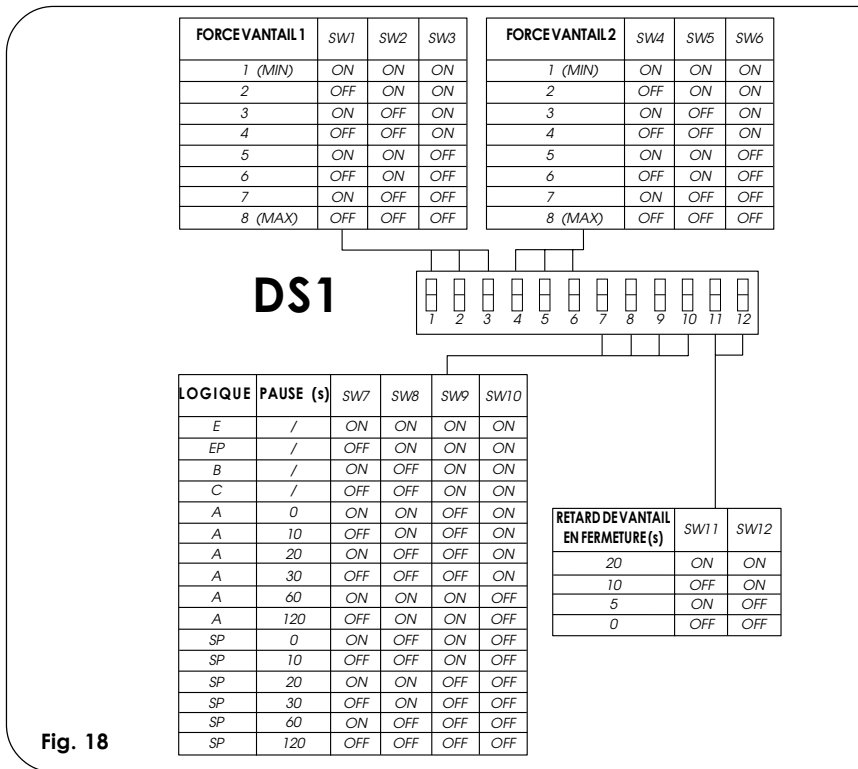 FORCE VANTAIL 1 SW1 SW2 SW3
1 (MIN) ON ON ON
2 OFF ON ON
3 ON OFF ON
4 OFF OFF ON
5 ON ON OFF
6 OFF ON OFF
7 ON OFF OFF
8 (MAX) OFF OFF OFF
FORCE VANTAIL 2 SW4 SW5 SW6
1 (MIN) ON ON ON
2 OFF ON ON
3 ON OFF ON
4 OFF OFF ON
5 ON ON OFF
6 OFF ON OFF
7 ON OFF OFF
8 (MAX) OFF OFF OFF
DS1
1 2 3 4 5 6 7 8 9 10 11 12
LOGIQUE PAUSE (s) SW7 SW8 SW9 SW10
E / ON ON ON ON
EP / OFF ON ON ON
B / ON OFF ON ON
C / OFF OFF ON ON
A 0 ON ON OFF ON
A 10 OFF ON OFF ON
A 20 ON OFF OFF ON
A 30 OFF OFF OFF ON
A 60 ON ON ON OFF
A 120 OFF ON ON OFF
SP 0 ON OFF ON OFF
SP 10 OFF OFF ON OFF
SP 20 ON ON OFF OFF
SP 30 OFF ON OFF OFF
SP 60 ON OFF OFF OFF
SP 120 OFF OFF OFF OFF
RETARD DE VANTAIL
EN FERMETURE (s) SW11 SW12
20 ON ON
10 OFF ON
5 ON OFF
0 OFF OFF
Fig. 18